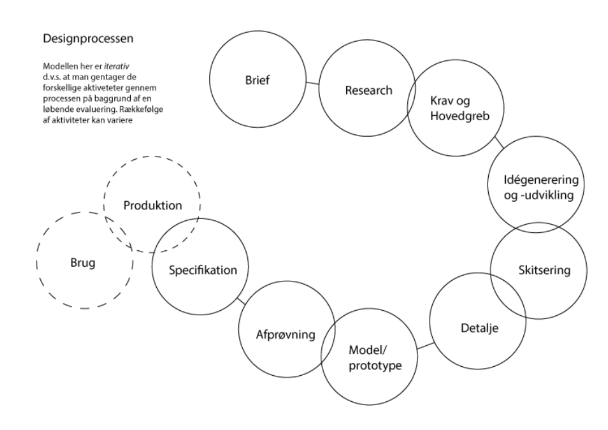 Designprocessen
Modellen her er iterativ
d.v.s. at man gentager de
forskellige aktiveteter gennem
processen på baggrund af en
løbende evaluering. Rækkefølge
af aktiviteter kan variere
Brief
Research
Krav og
Hovedgreb
Idégenerering
og -udvikling
Skitsering
Detalje
Model/
prototype
Afprøvning
Specifikation
Produktion
Brug